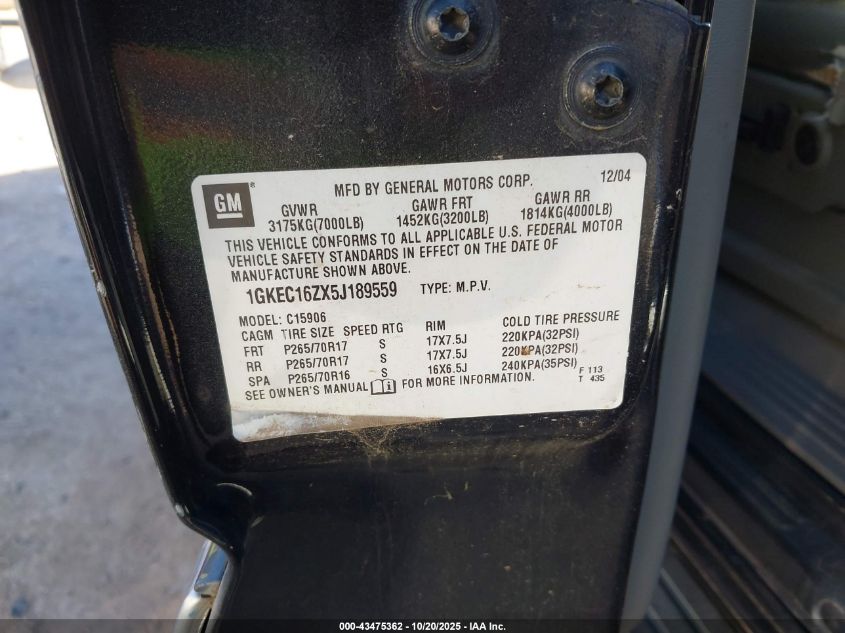 GM ®
MFD BY GENERAL MOTORS CORP. 12/04
GVWR GAWR FRT GAWR RR
3175KG(7000LB) 1452KG(3200LB) 1814KG(4000LB)
THIS VEHICLE CONFORMS TO ALL APPLICABLE U.S. FEDERAL MOTOR
VEHICLE SAFETY STANDARDS IN EFFECT ON THE DATE OF
MANUFACTURE SHOWN ABOVE.
1GKEC16ZX5J189559 TYPE: M.P.V.
MODEL: C15906
CAGM TIRE SIZE SPEED RTG RIM COLD TIRE PRESSURE
FRT P265/70R17 S 17X7.5J 220KPA(32PSI)
RR P265/70R17 S 17X7.5J 220KPA(32PSI)
SPA P265/70R16 S 16X6.5J 240KPA(35PSI)
SEE OWNER'S MANUAL FOR MORE INFORMATION.
F 113
T 435
000-43475362 | 10/20/2025 - IAA Inc.